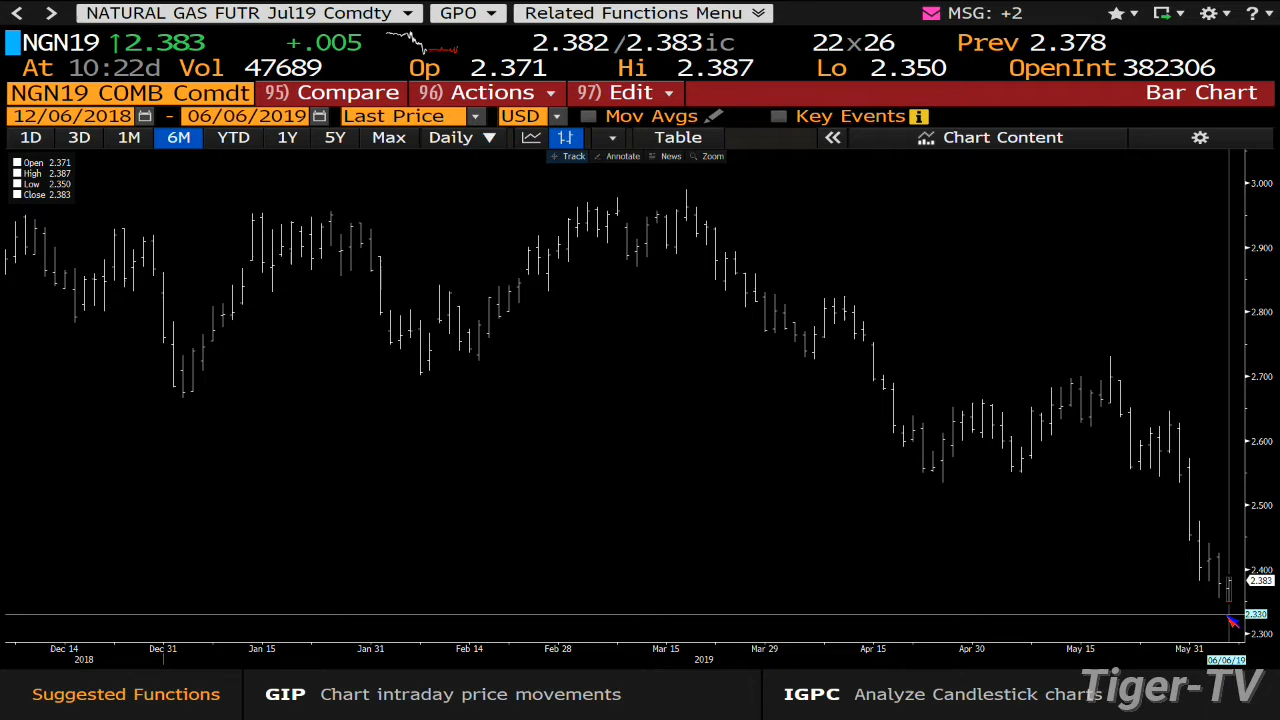 NATURAL GAS FUTR Jul19 Comdty GPO Related Functions Menu MSG: +2
NGN19 ↑2.383 +.005 2.382/2.383ic 22x26 Prev 2.378
At 10:22d Vol 47689 Op 2.371 Hi 2.387 Lo 2.350 OpenInt 382306
NGN19 COMB Comdt 95) Compare 96) Actions 97) Edit Bar Chart
12/06/2018 - 06/06/2019 Last Price USD Mov Avgs Key Events i
1D 3D 1M 6M YTD 1Y 5Y Max Daily ▼ Table « Chart Content
Track Annotate News Zoom
Open 2.371
High 2.387
Low 2.350
Close 2.383
3.000
2.900
2.800
2.700
2.600
2.500
2.400
2.383
2.330
2.300
Dec 14 Dec 31 Jan 15 Jan 31 Feb 14 Feb 28 Mar 15 Mar 29 Apr 15 Apr 30 May 15 May 31
2018 2019 06/06/19
Suggested Functions GIP Chart intraday price movements IGPC Analyze Candlestick charts
Tiger-TV